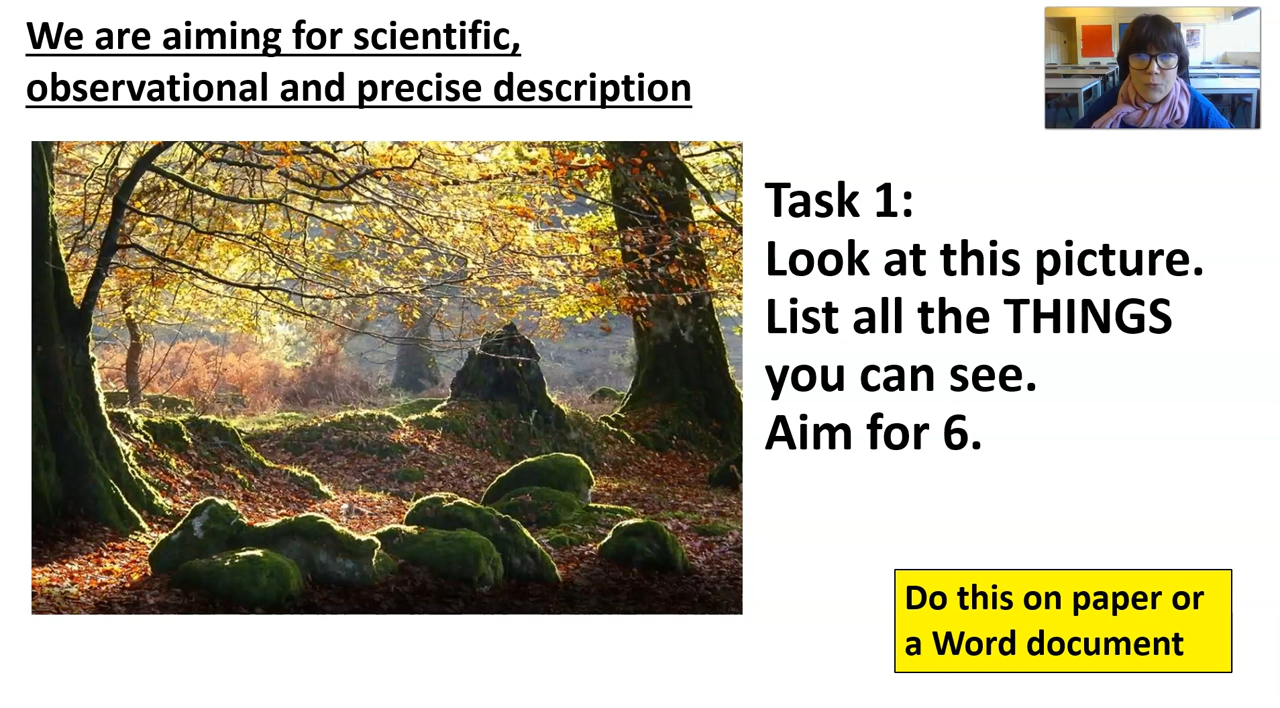 We are aiming for scientific,
observational and precise description
Task 1:
Look at this picture.
List all the THINGS
you can see.
Aim for 6.
Do this on paper or
a Word document